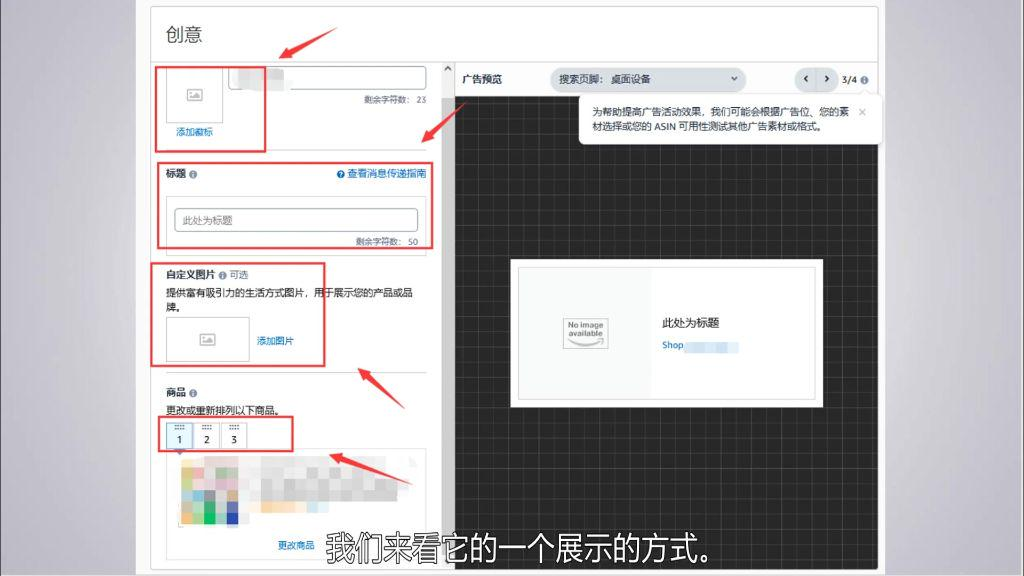 创意
剩余字符数: 23
添加徽标
标题
查看消息传递指南
此处为标题
剩余字符数: 50
自定义图片 可选
提供富有吸引力的生活方式图片，用于展示您的产品或品
牌。
添加图片
商品
更改或重新排列以下商品。
1 2 3
更改商品
广告预览
搜索页脚: 桌面设备
3/4
为帮助提高广告活动效果，我们可能会根据广告位、您的素
材选择或您的 ASIN 可用性测试其他广告素材或格式。
No image
available
此处为标题
Shop
我们来看它的一个展示的方式。